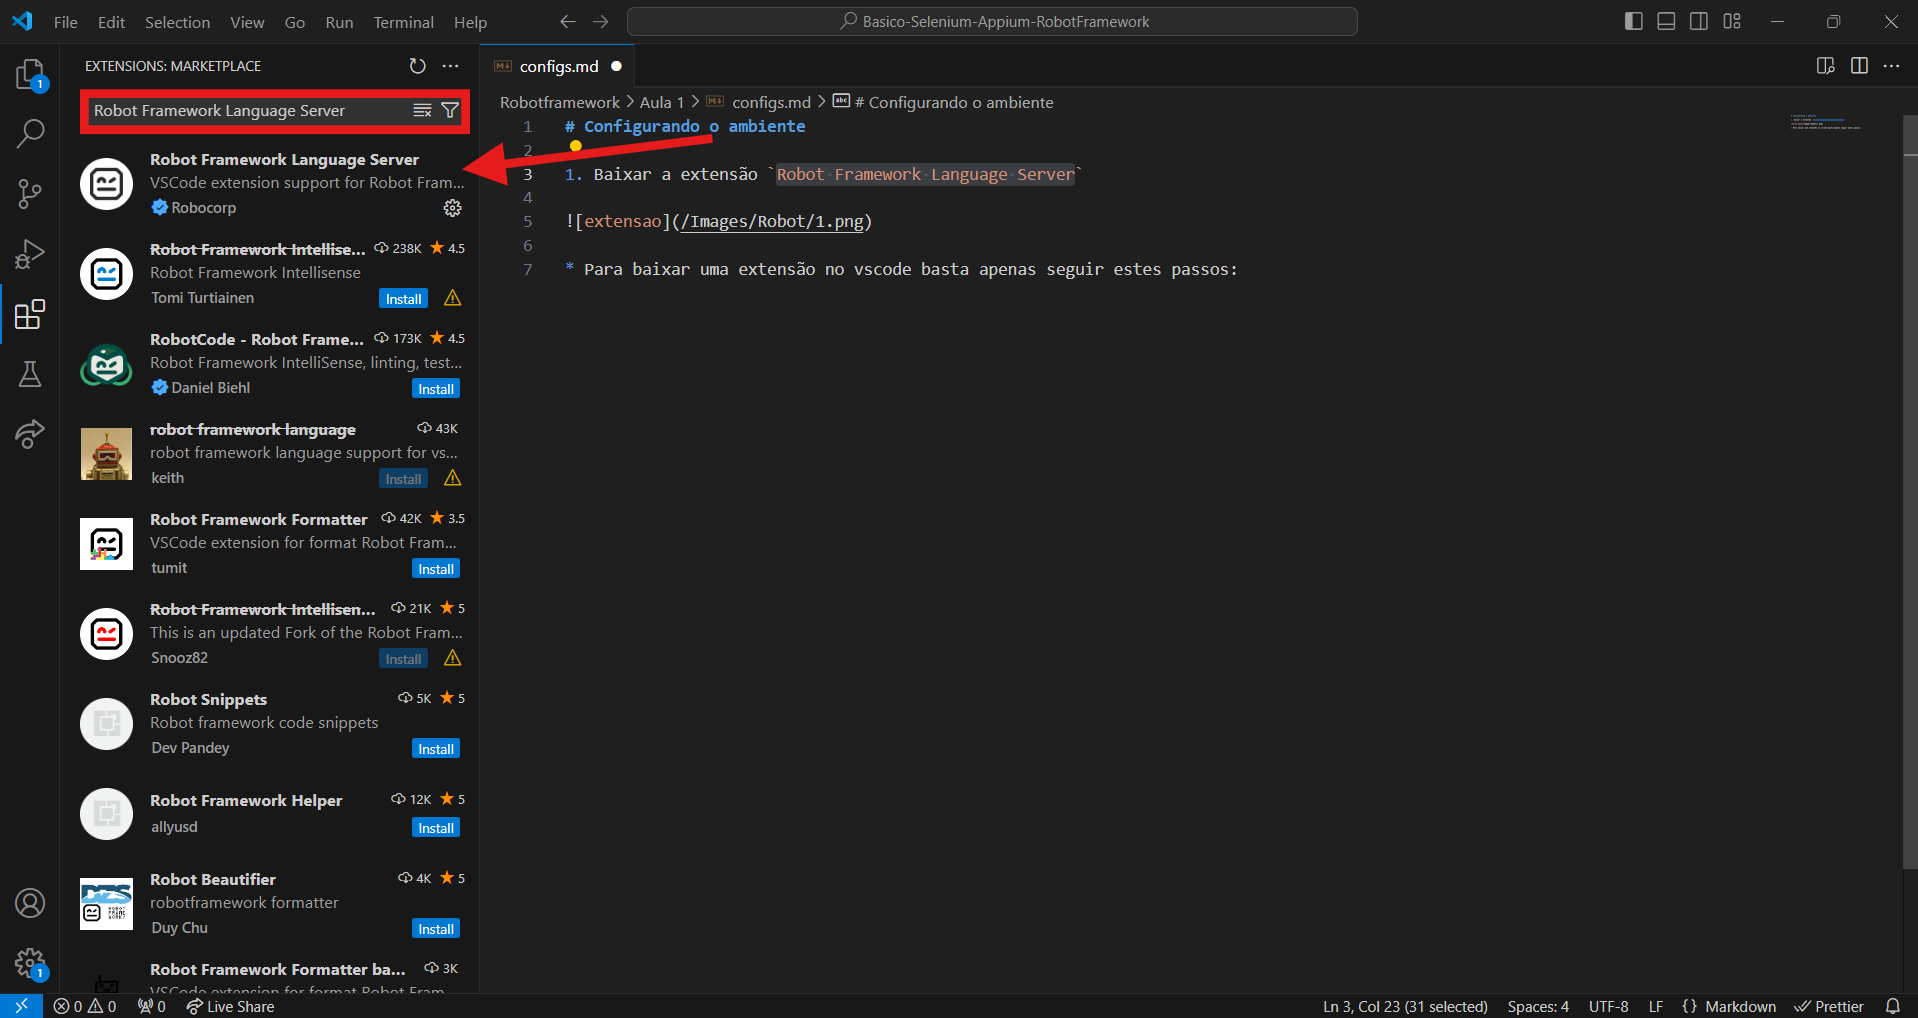 File Edit Selection View Go Run Terminal Help
Basico-Selenium-Appium-RobotFramework
EXTENSIONS: MARKETPLACE
Robot Framework Language Server
Robot Framework Language Server
VSCode extension support for Robot Fram...
Robocorp
Robot Framework Intellise... 238K 4.5
Robot Framework Intellisense
Tomi Turtiainen Install
RobotCode - Robot Frame... 173K 4.5
Robot Framework IntelliSense, linting, test...
Daniel Biehl Install
robot framework language 43K
robot framework language support for vs...
keith Install
Robot Framework Formatter 42K 3.5
VSCode extension for format Robot Fram...
tumit Install
Robot Framework Intellisen... 21K 5
This is an updated Fork of the Robot Fram...
Snooz82 Install
Robot Snippets 5K 5
Robot framework code snippets
Dev Pandey Install
Robot Framework Helper 12K 5
allyusd Install
Robot Beautifier 4K 5
robotframework formatter
Duy Chu Install
Robot Framework Formatter ba... 3K
VSCode extension for format Robot Fram...
1
1
configs.md
Robotframework > Aula 1 > configs.md > # Configurando o ambiente
1 # Configurando o ambiente
2
3 1. Baixar a extensão `Robot Framework Language Server`
4
5 ![extensao](/Images/Robot/1.png)
6
7 * Para baixar uma extensão no vscode basta apenas seguir estes passos:
0 0 0 Live Share
Ln 3, Col 23 (31 selected) Spaces: 4 UTF-8 LF {} Markdown Prettier